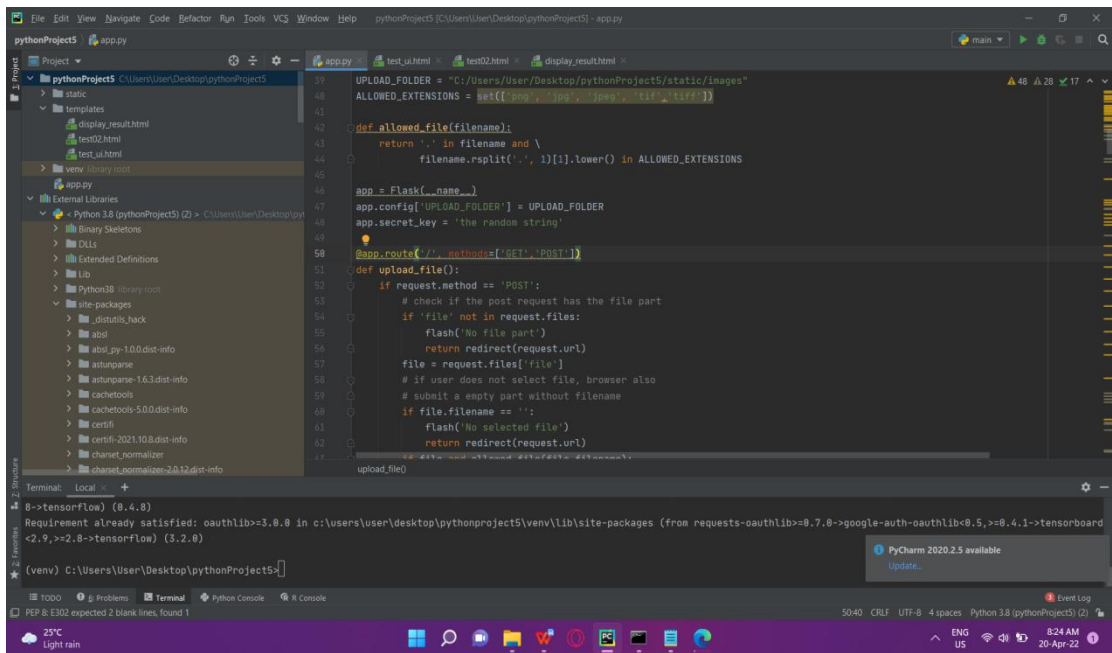 File Edit View Navigate Code Refactor Run Tools VCS Window Help pythonProject5 [C:\Users\User\Desktop\pythonProject5] - app.py
pythonProject5 app.py
main
Project
app.py test_ui.html test02.html display_result.html
1: Project
pythonProject5 C:\Users\User\Desktop\pythonProject5
static
templates
display_result.html
test02.html
test_ui.html
venv library root
app.py
External Libraries
< Python 3.8 (pythonProject5) (2) > C:\Users\User\Desktop\pyt
Binary Skeletons
DLLs
Extended Definitions
Lib
Python38 library root
site-packages
_distutils_hack
absl
absl_py-1.0.0.dist-info
astunparse
astunparse-1.6.3.dist-info
cachetools
cachetools-5.0.0.dist-info
certifi
certifi-2021.10.8.dist-info
charset_normalizer
charset_normalizer-2.0.12.dist-info
48 28 17
39 UPLOAD_FOLDER = "C:/Users/User/Desktop/pythonProject5/static/images"
40 ALLOWED_EXTENSIONS = set(['png', 'jpg', 'jpeg', 'tif','tiff'])
41
42 def allowed_file(filename):
43 return '.' in filename and \
44 filename.rsplit('.', 1)[1].lower() in ALLOWED_EXTENSIONS
45
46 app = Flask(__name__)
47 app.config['UPLOAD_FOLDER'] = UPLOAD_FOLDER
48 app.secret_key = 'the random string'
49
50 @app.route('/', methods=['GET','POST'])
51 def upload_file():
52 if request.method == 'POST':
53 # check if the post request has the file part
54 if 'file' not in request.files:
55 flash('No file part')
56 return redirect(request.url)
57 file = request.files['file']
58 # if user does not select file, browser also
59 # submit a empty part without filename
60 if file.filename == '':
61 flash('No selected file')
62 return redirect(request.url)
63 if file and allowed_file(file.filename):
upload_file()
Z: Structure
2: Favorites
Terminal: Local +
8->tensorflow) (0.4.8)
Requirement already satisfied: oauthlib>=3.0.0 in c:\users\user\desktop\pythonproject5\venv\lib\site-packages (from requests-oauthlib>=0.7.0->google-auth-oauthlib<0.5,>=0.4.1->tensorboard
<2.9,>=2.8->tensorflow) (3.2.0)
(venv) C:\Users\User\Desktop\pythonProject5>
PyCharm 2020.2.5 available
Update...
TODO 6: Problems Terminal Python Console R Console 3 Event Log
PEP 8: E302 expected 2 blank lines, found 1 50:40 CRLF UTF-8 4 spaces Python 3.8 (pythonProject5) (2)
25°C
Light rain
ENG
US
8:24 AM
20-Apr-22
1